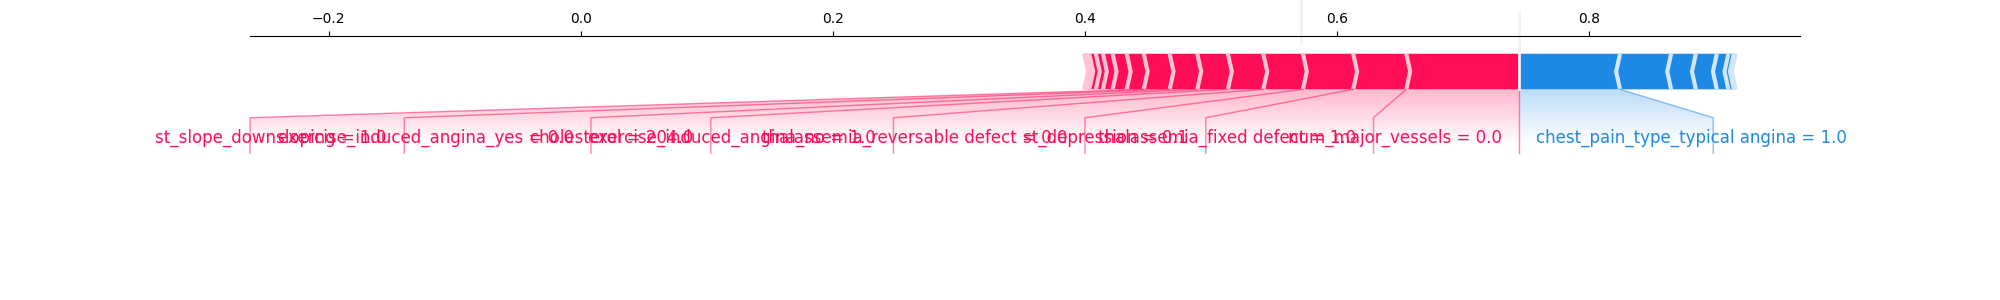 −0.2 0.0 0.2 0.4 0.6 0.8
st_slope_downsloping = 1.0 exercise_induced_angina_yes = 0.0 cholesterol = 204.0 exercise_induced_angina_no = 1.0 thalassemia_reversable defect = 0.0 st_depression = 0.1 thalassemia_fixed defect = 1.0 num_major_vessels = 0.0 chest_pain_type_typical angina = 1.0